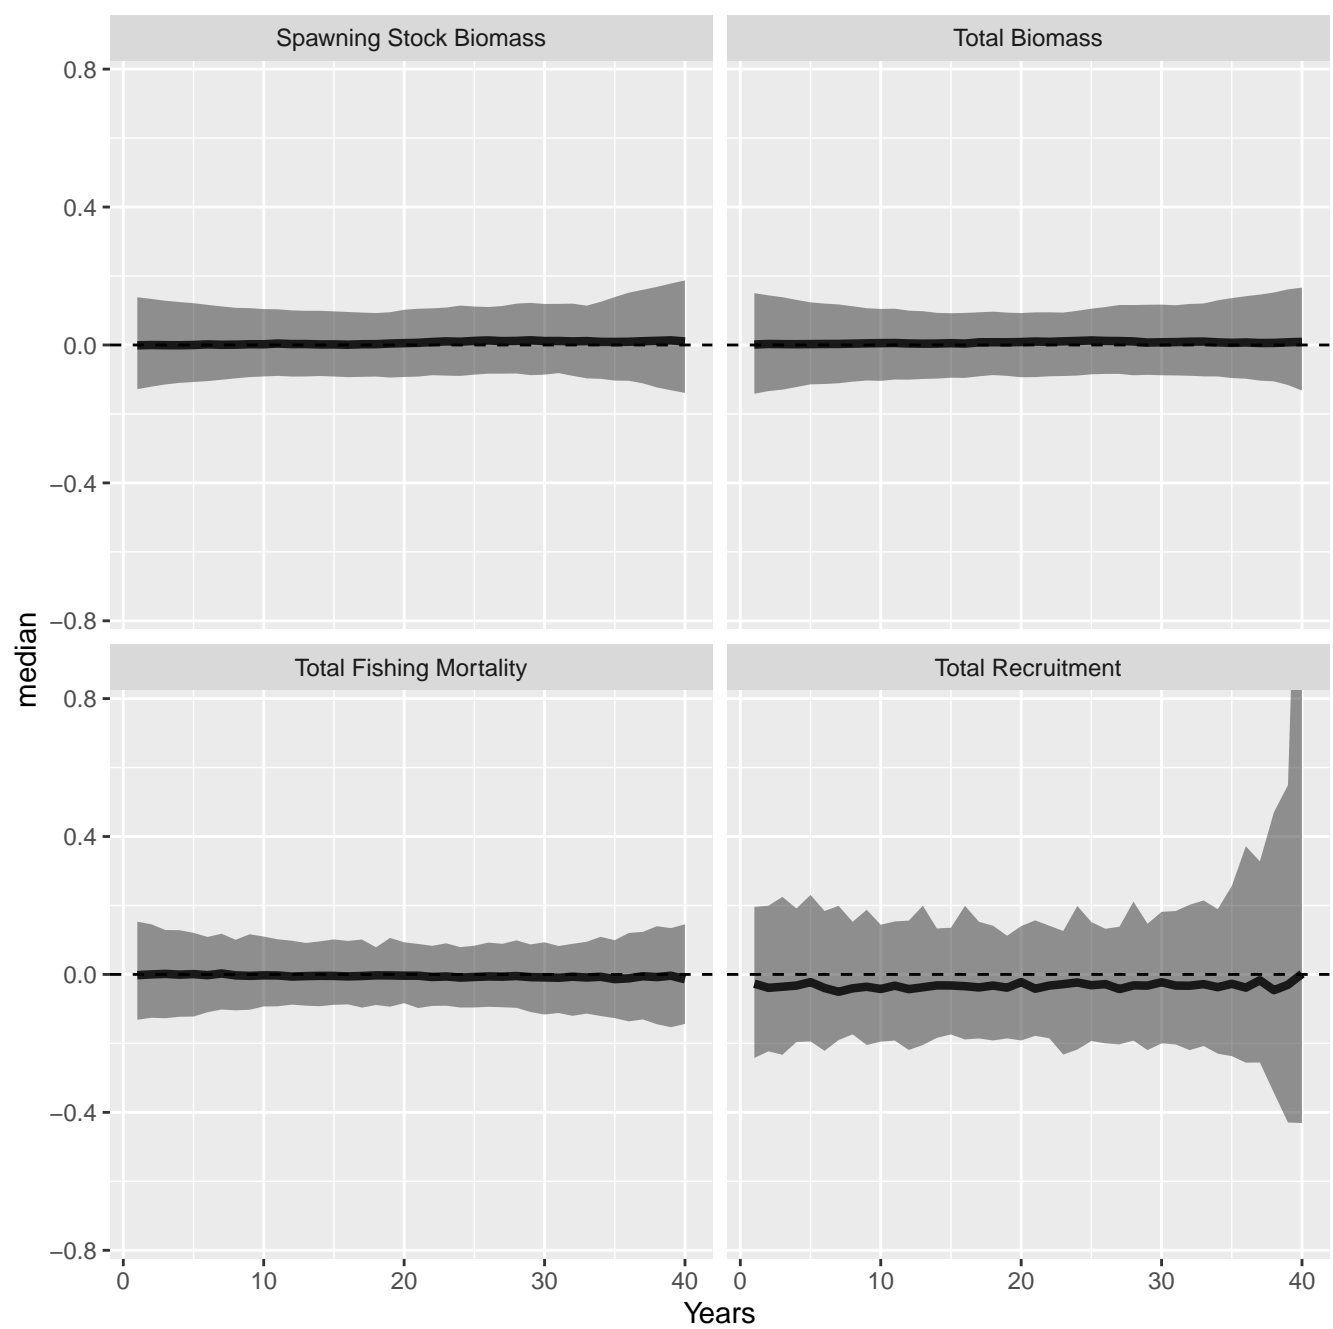 Spawning Stock Biomass
Total Biomass
0.8
0.4
0.0
−0.4
−0.8
median
Total Fishing Mortality
Total Recruitment
0.8
0.4
0.0
−0.4
−0.8
0 10 20 30 40
0 10 20 30 40
Years